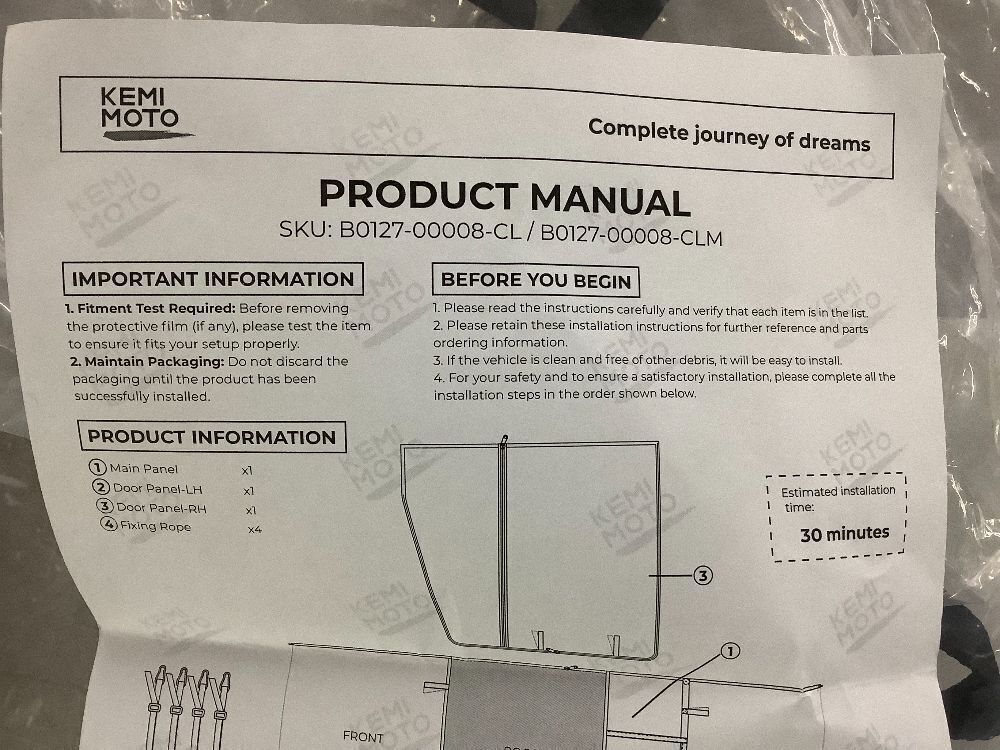 KEMI
MOTO
Complete journey of dreams
PRODUCT MANUAL
SKU: B0127-00008-CL / B0127-00008-CLM
IMPORTANT INFORMATION
1. Fitment Test Required: Before removing
the protective film (if any), please test the item
to ensure it fits your setup properly.
2. Maintain Packaging: Do not discard the
packaging until the product has been
successfully installed.
BEFORE YOU BEGIN
1. Please read the instructions carefully and verify that each item is in the list.
2. Please retain these installation instructions for further reference and parts
ordering information.
3. If the vehicle is clean and free of other debris, it will be easy to install.
4. For your safety and to ensure a satisfactory installation, please complete all the
installation steps in the order shown below.
PRODUCT INFORMATION
① Main Panel x1
② Door Panel-LH x1
③ Door Panel-RH x1
④ Fixing Rope x4
Estimated installation
time:
30 minutes
③
①
FRONT